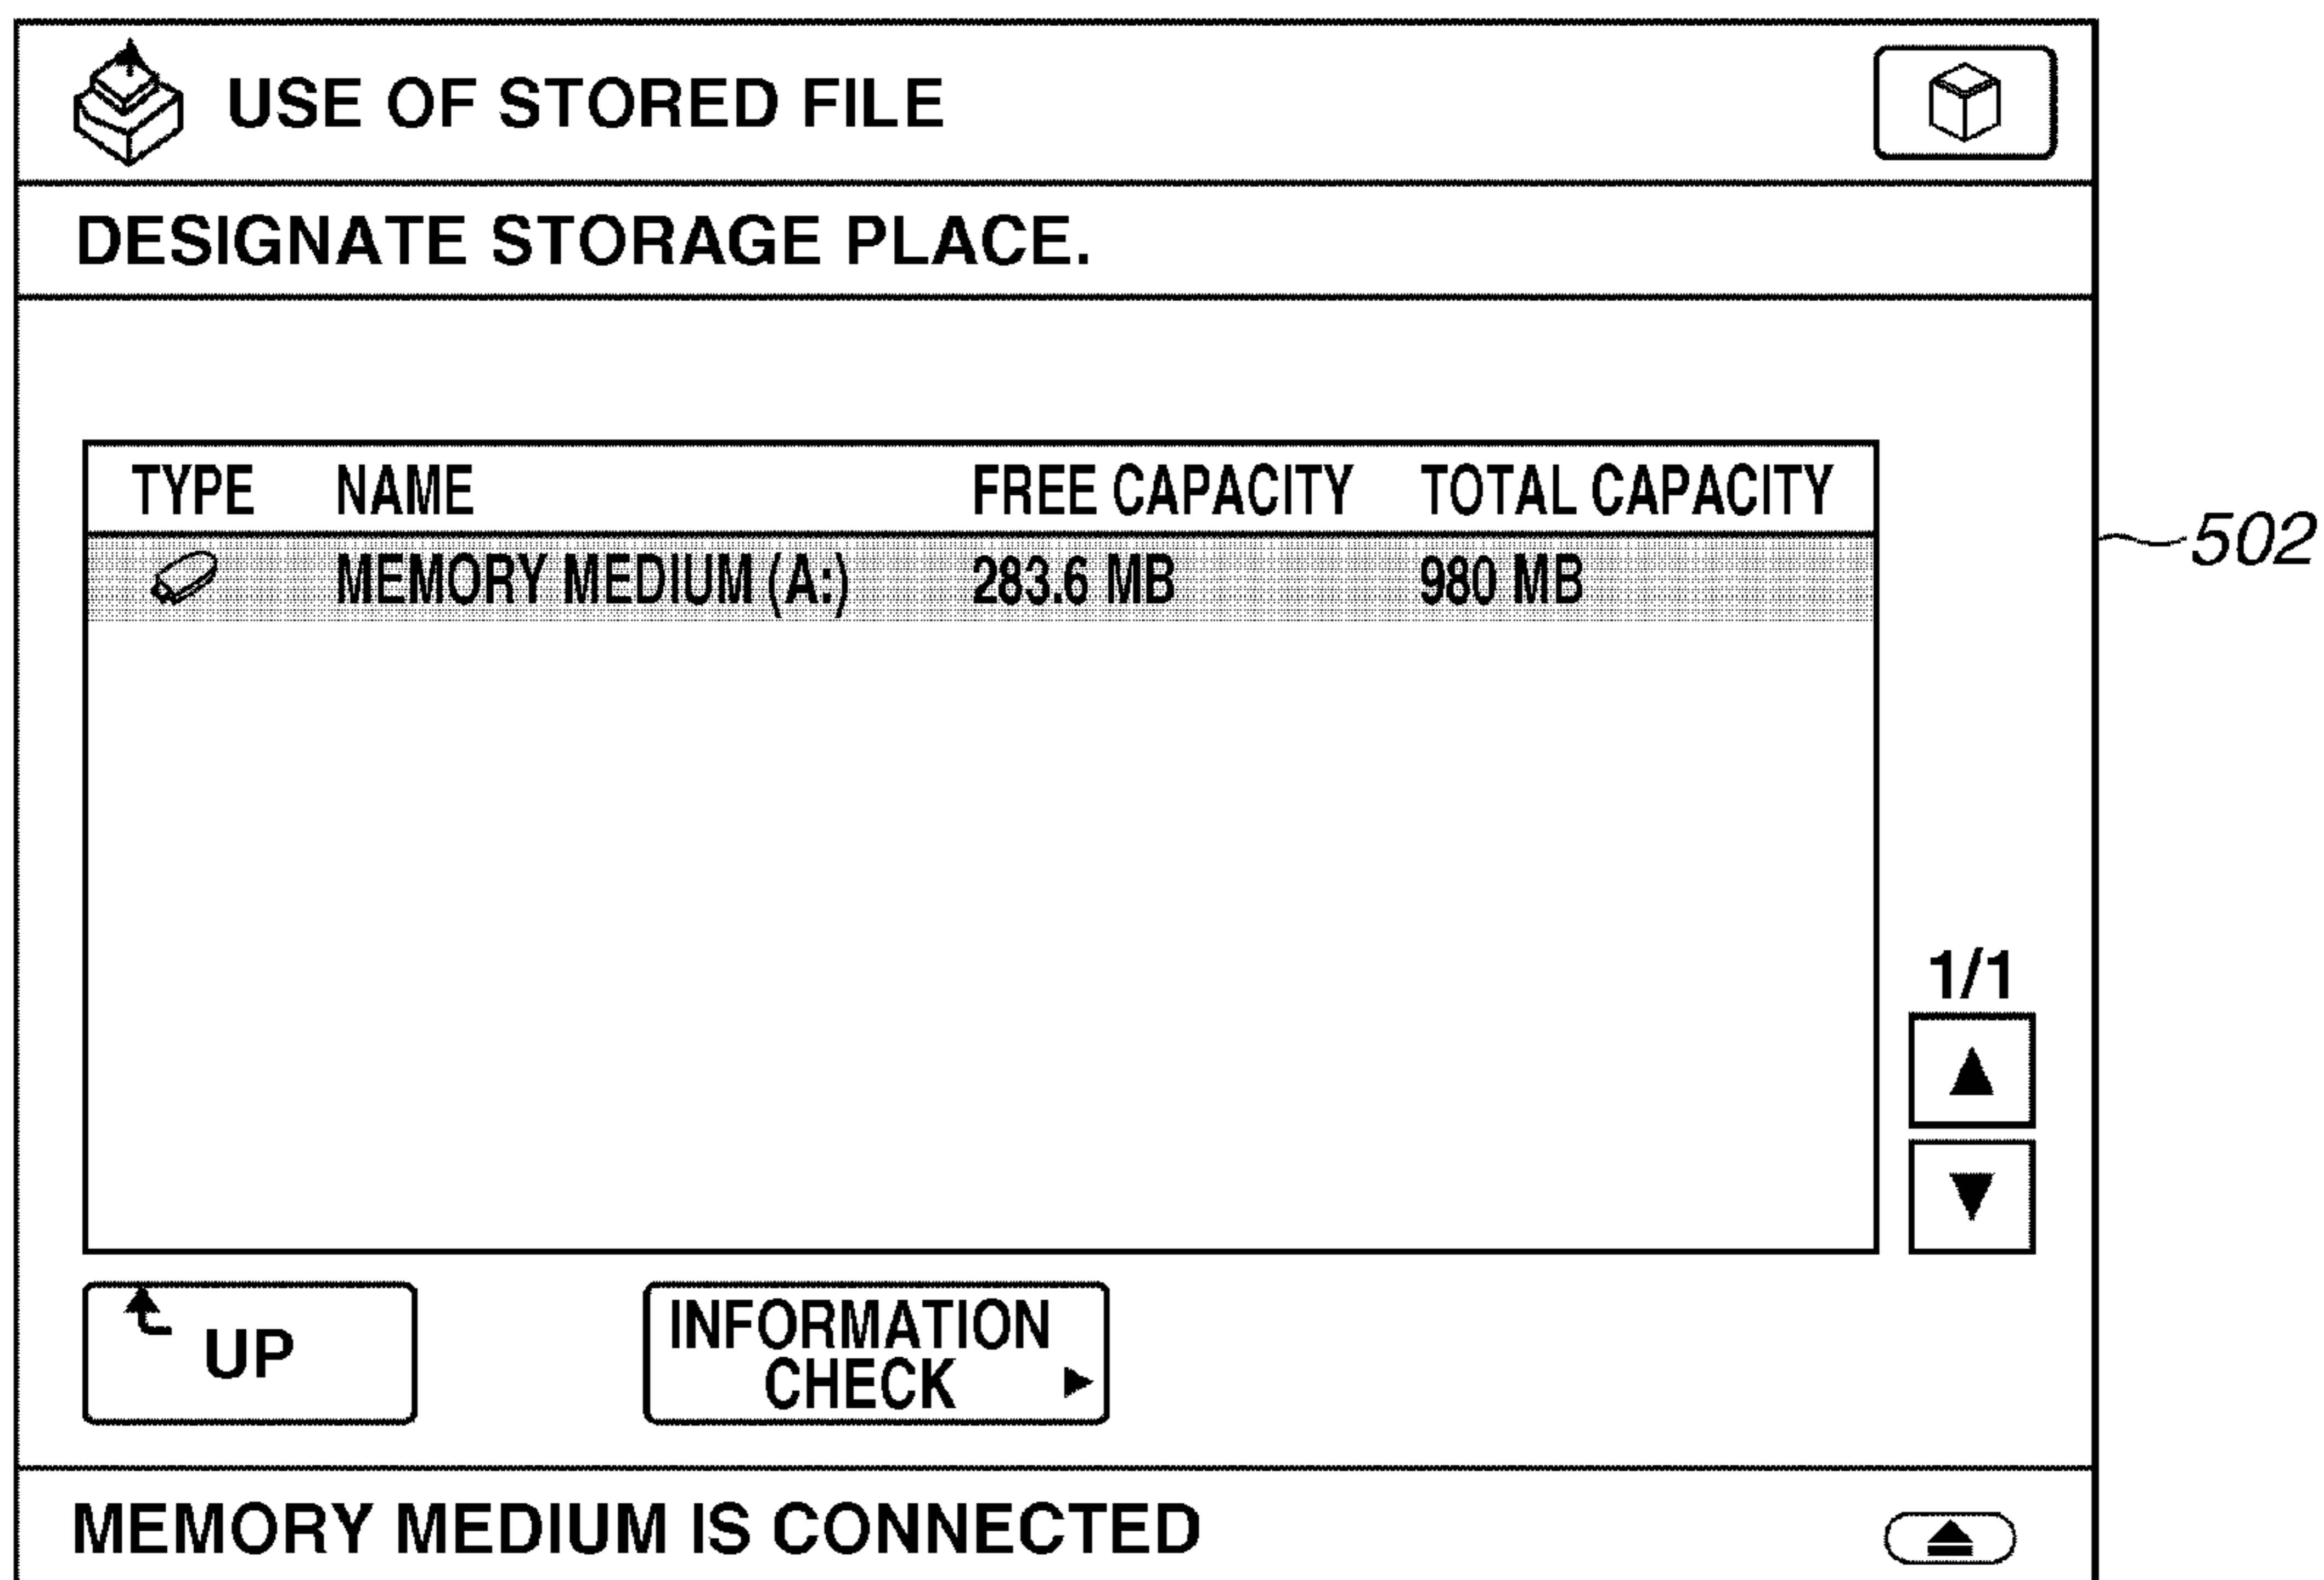 USE OF STORED FILE
DESIGNATE STORAGE PLACE.
TYPE NAME FREE CAPACITY TOTAL CAPACITY
MEMORY MEDIUM (A:) 283.6 MB 980 MB
502
1/1
UP
INFORMATION
CHECK
MEMORY MEDIUM IS CONNECTED